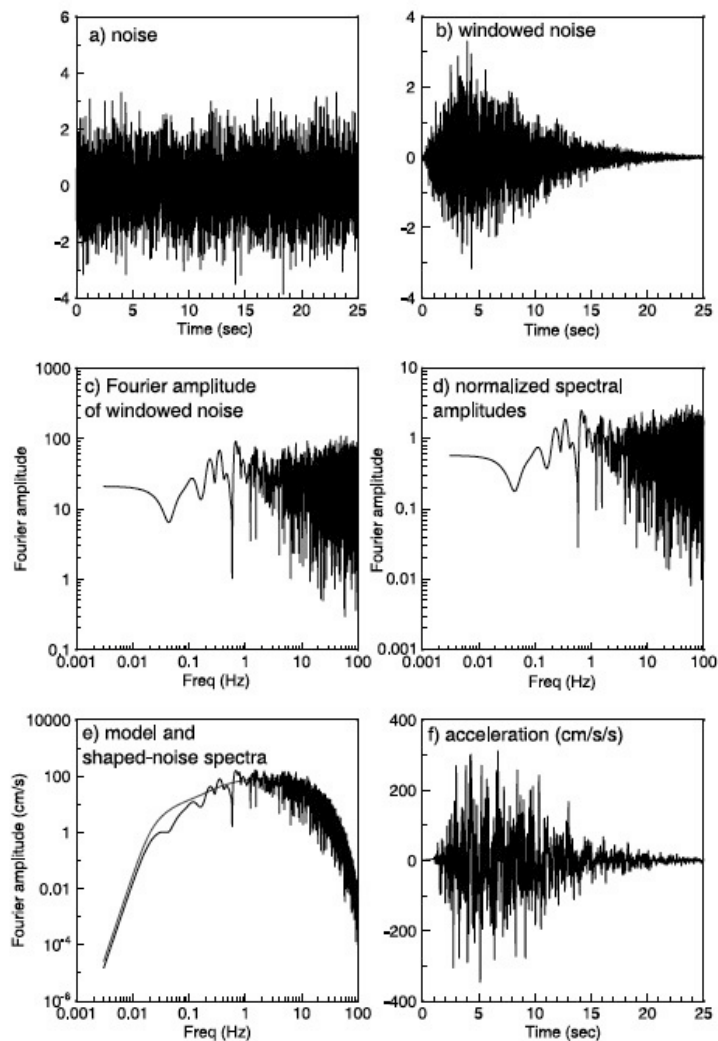 a) noise
6
4
2
0
-2
-4
0 5 10 15 20 25
Time (sec)
b) windowed noise
4
2
0
-2
-4
0 5 10 15 20 25
Time (sec)
c) Fourier amplitude
of windowed noise
Fourier amplitude
1000
100
10
1
0.1
0.001 0.01 0.1 1 10 100
Freq (Hz)
d) normalized spectral
amplitudes
Fourier amplitude
10
1
0.1
0.01
0.001
0.001 0.01 0.1 1 10 100
Freq (Hz)
e) model and
shaped-noise spectra
Fourier amplitude (cm/s)
10000
100
1
0.01
10-4
10-6
0.001 0.01 0.1 1 10 100
Freq (Hz)
f) acceleration (cm/s/s)
400
200
0
-200
-400
0 5 10 15 20 25
Time (sec)